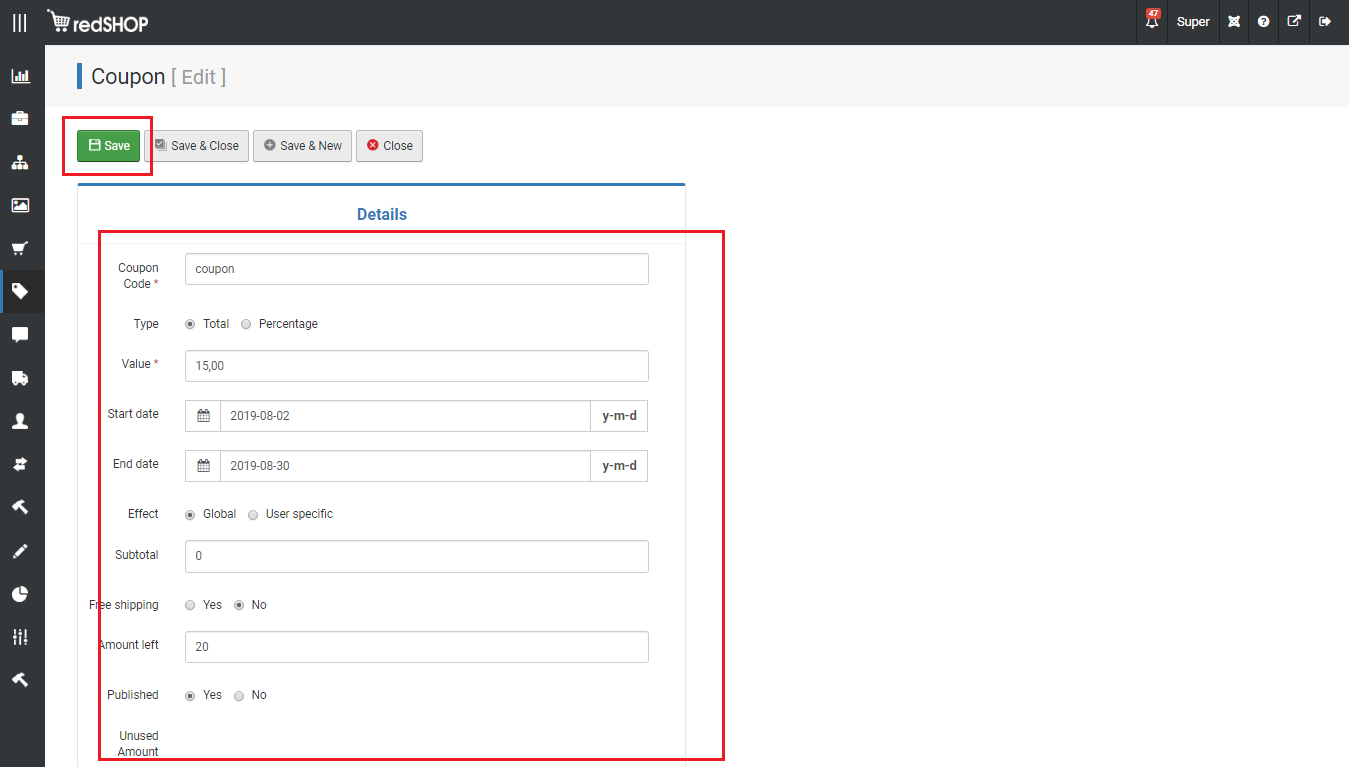 redSHOP
47
Super
Coupon [ Edit ]
Save
Save & Close
Save & New
Close
Details
Coupon
Code *
coupon
Type
Total
Percentage
Value *
15,00
Start date
2019-08-02
y-m-d
End date
2019-08-30
y-m-d
Effect
Global
User specific
Subtotal
0
Free shipping
Yes
No
Amount left
20
Published
Yes
No
Unused
Amount